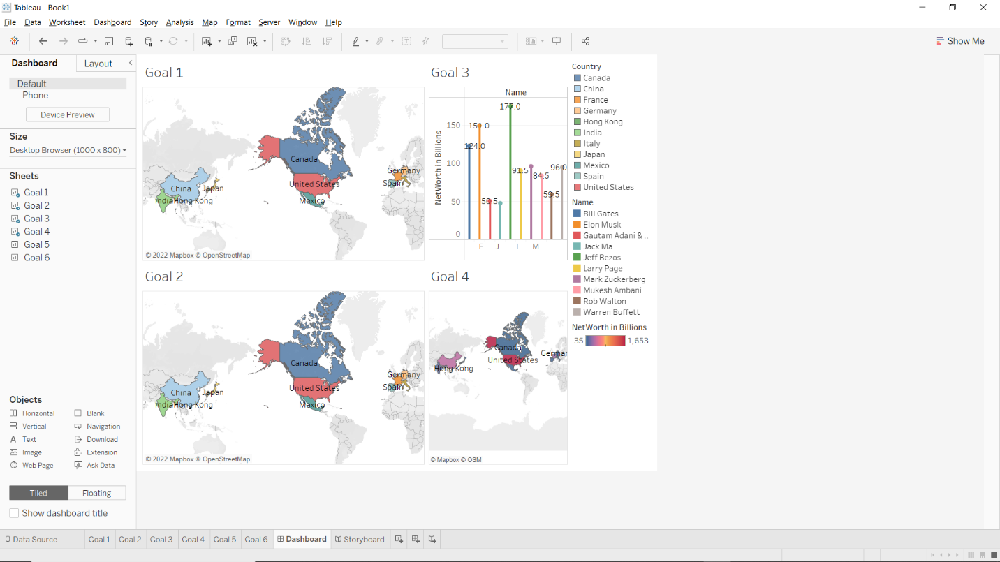 Tableau - Book1
File Data Worksheet Dashboard Story Analysis Map Format Server Window Help
Show Me
Dashboard
Layout
Default
Phone
Device Preview
Size
Desktop Browser (1000 x 800)
Sheets
Goal 1
Goal 2
Goal 3
Goal 4
Goal 5
Goal 6
Objects
Horizontal
Blank
Vertical
Navigation
Text
Download
Image
Extension
Web Page
Ask Data
Tiled
Floating
Show dashboard title
Goal 1
Canada
United States
Mexico
China
Japan
India
Hong Kong
Germany
Spain
© 2022 Mapbox © OpenStreetMap
Goal 3
Name
NetWorth in Billions
150
100
50
0
177.0
151.0
124.0
91.5
96.0
84.5
59.5
50.5
E..
J..
L..
M.
Goal 2
Canada
United States
Mexico
China
Japan
India
Hong Kong
Germany
Spain
© 2022 Mapbox © OpenStreetMap
Goal 4
Canada
United States
Hong Kong
German
© Mapbox © OSM
Country
Canada
China
France
Germany
Hong Kong
India
Italy
Japan
Mexico
Spain
United States
Name
Bill Gates
Elon Musk
Gautam Adani & ..
Jack Ma
Jeff Bezos
Larry Page
Mark Zuckerberg
Mukesh Ambani
Rob Walton
Warren Buffett
NetWorth in Billions
35
1,653
Data Source
Goal 1
Goal 2
Goal 3
Goal 4
Goal 5
Goal 6
Dashboard
Storyboard